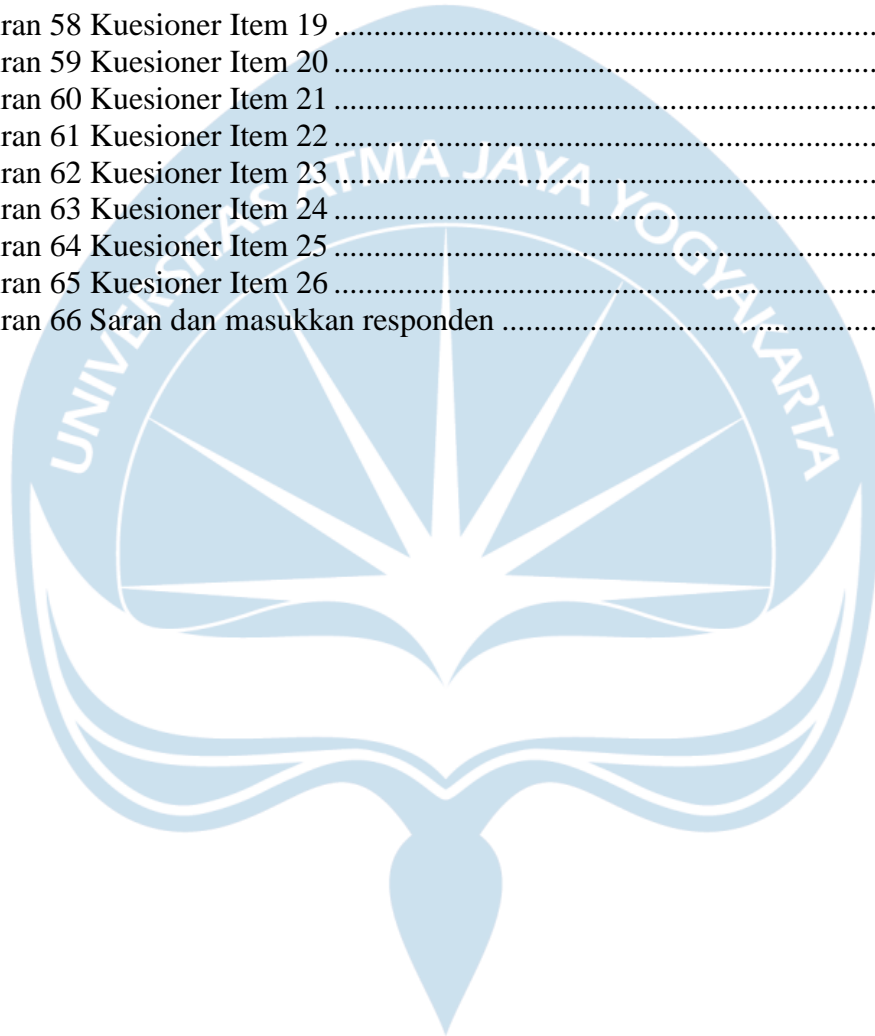 ran 58 Kuesioner Item 19 ........................................................................
ran 59 Kuesioner Item 20 ........................................................................
ran 60 Kuesioner Item 21 ........................................................................
ran 61 Kuesioner Item 22 ........................................................................
ran 62 Kuesioner Item 23 ........................................................................
ran 63 Kuesioner Item 24 ........................................................................
ran 64 Kuesioner Item 25 ........................................................................
ran 65 Kuesioner Item 26 ........................................................................
ran 66 Saran dan masukkan responden ..................................................
UNIVERSITAS ATMA JAYA YOGYAKARTA